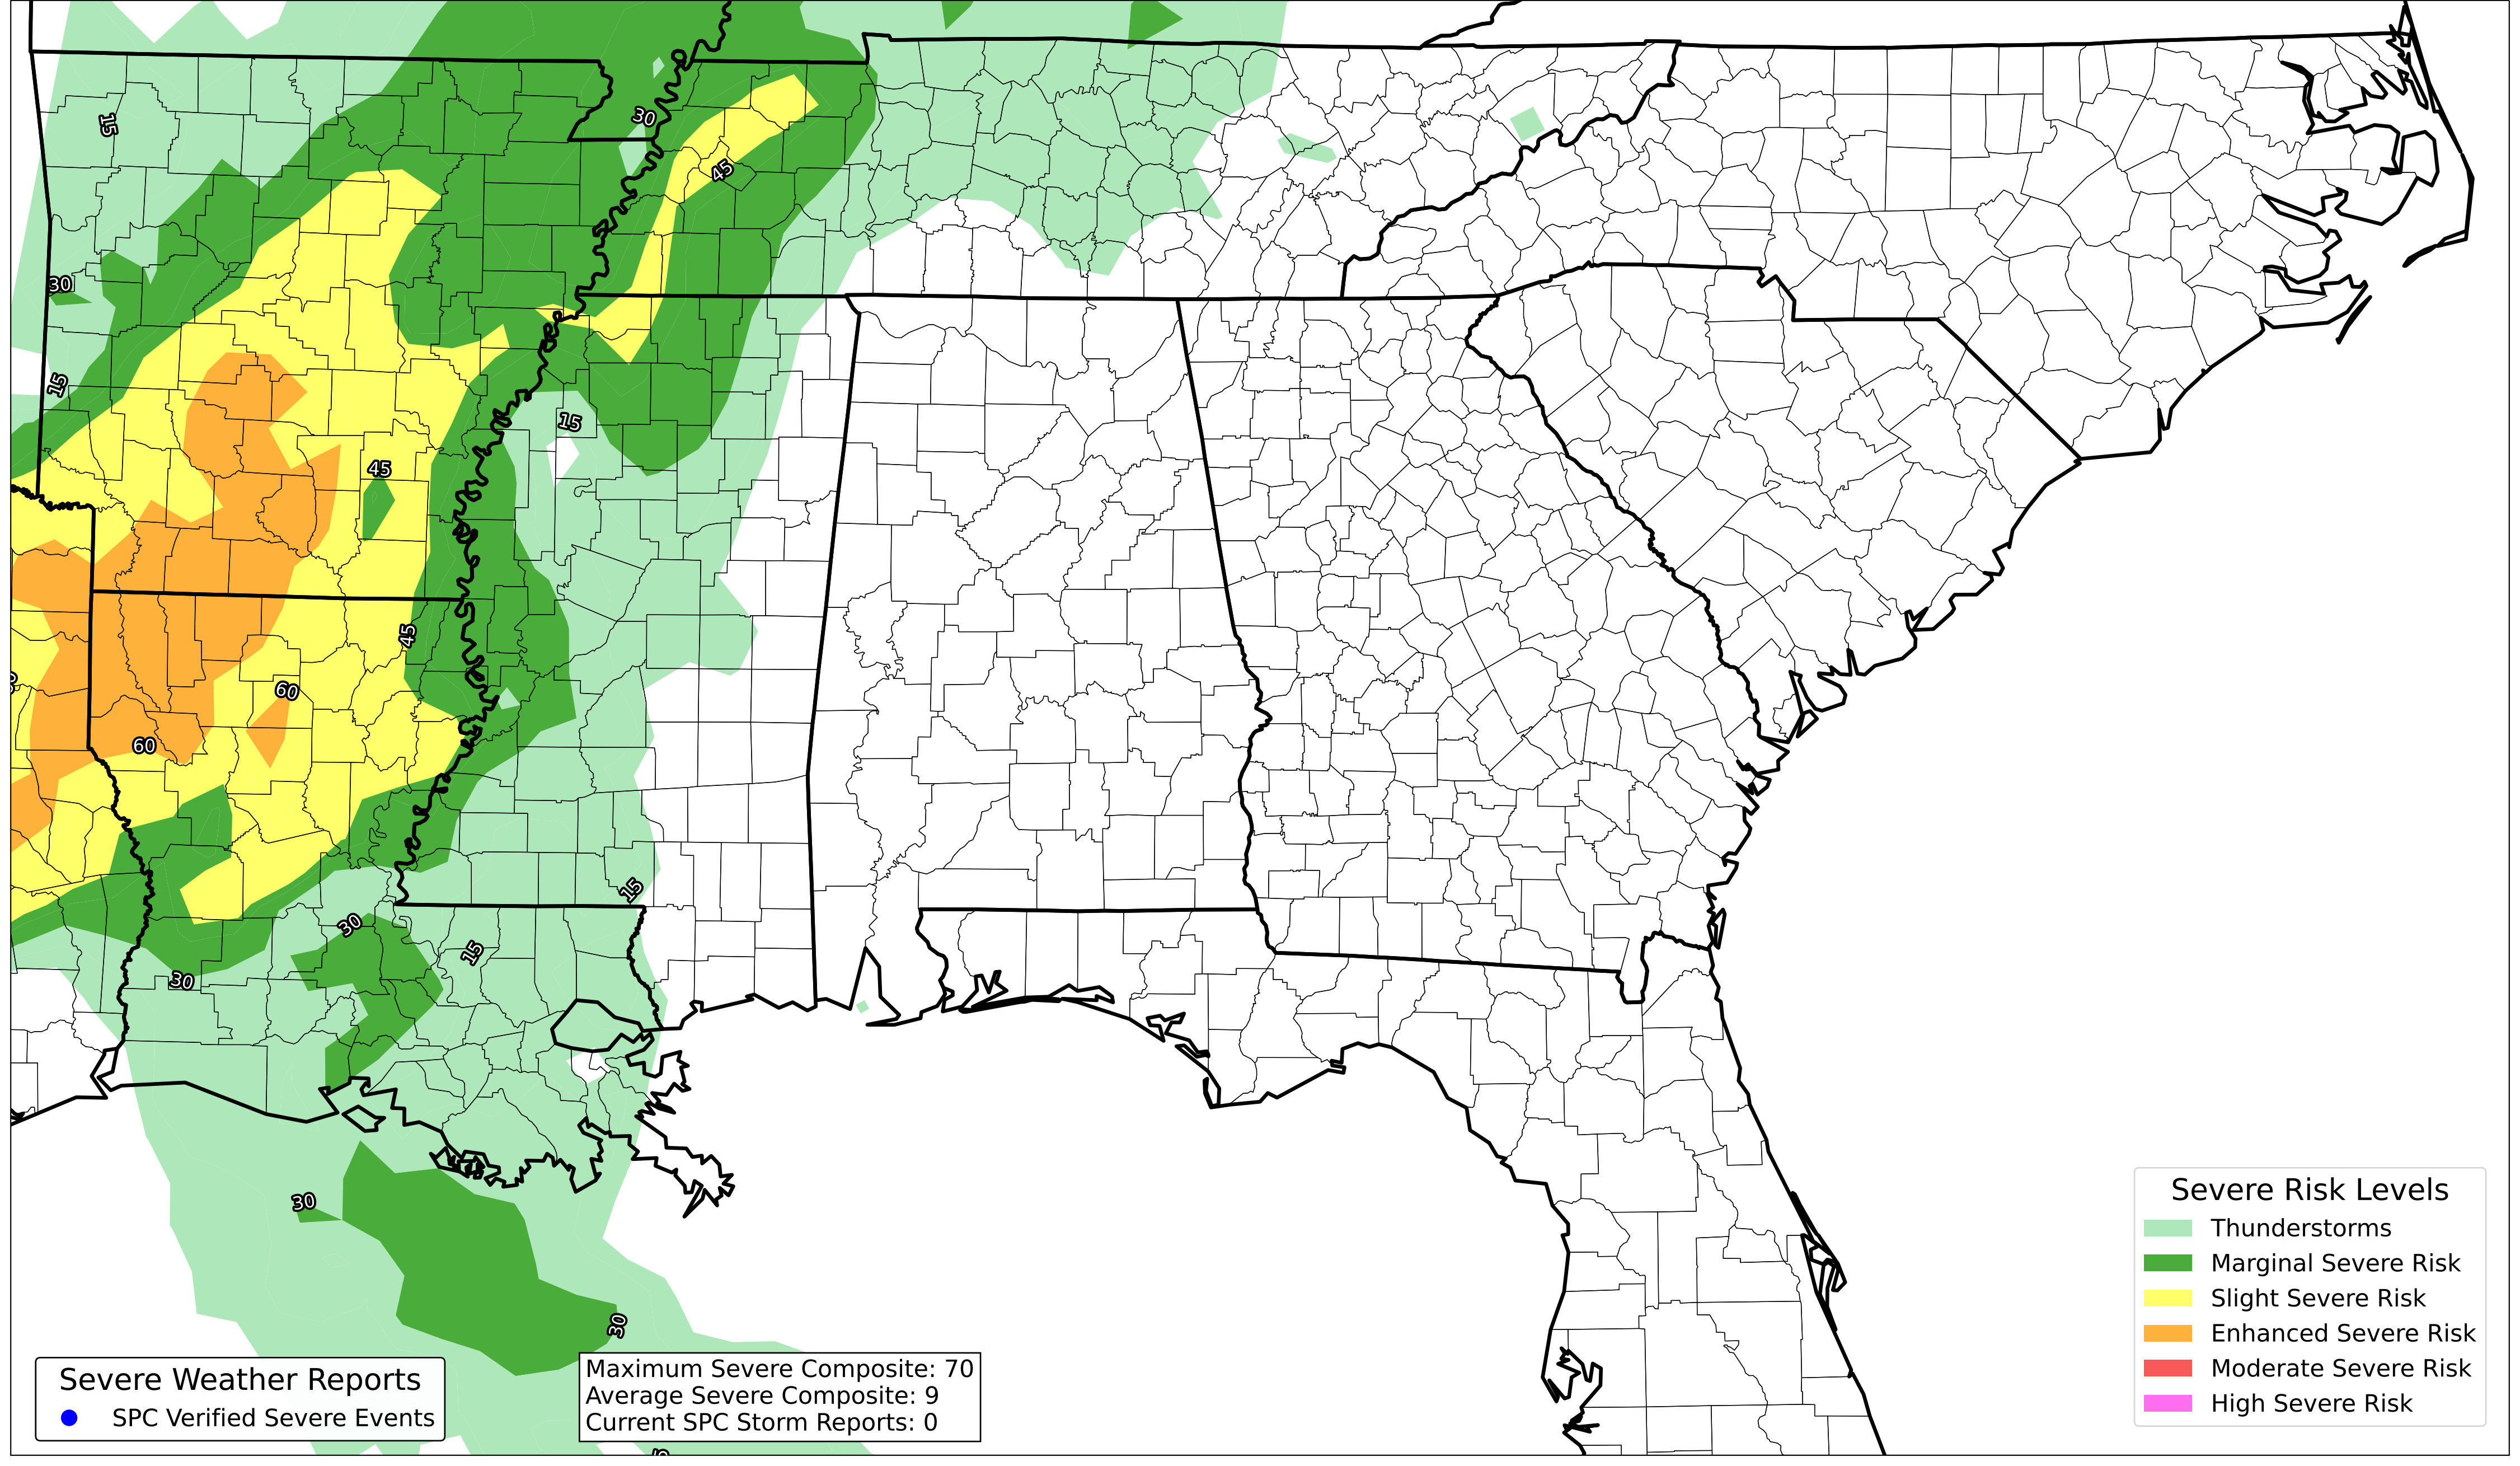 15
30
45
30
15
15
45
45
60
60
15
30
15
30
30
30
Severe Risk Levels
Thunderstorms
Marginal Severe Risk
Slight Severe Risk
Enhanced Severe Risk
Moderate Severe Risk
High Severe Risk
Severe Weather Reports
SPC Verified Severe Events
Maximum Severe Composite: 70
Average Severe Composite: 9
Current SPC Storm Reports: 0